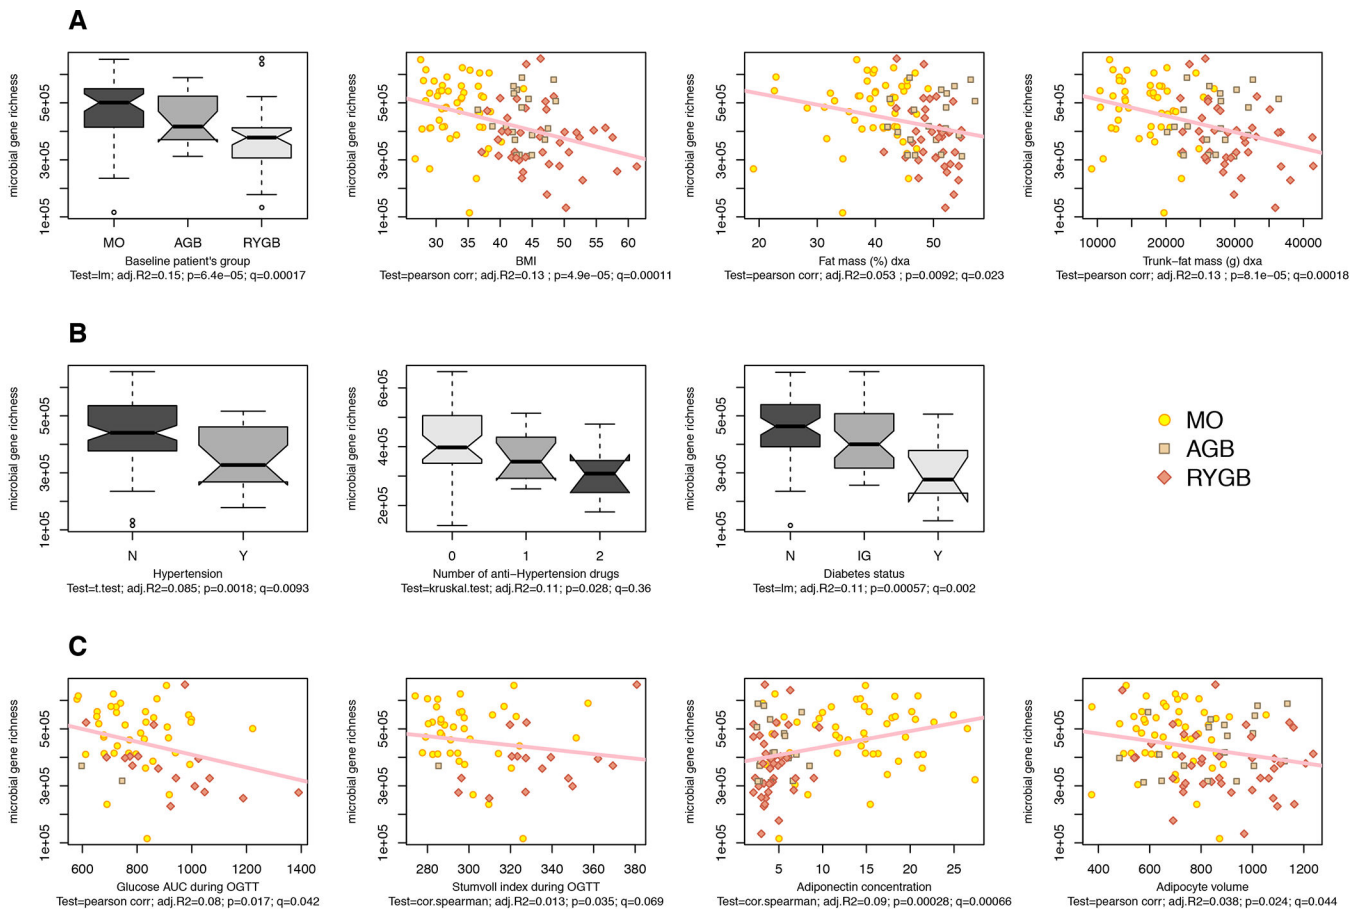 A
microbial gene richness
1e+05 3e+05 5e+05
MO AGB RYGB
Baseline patient's group
Test=lm; adj.R2=0.15; p=6.4e−05; q=0.00017
microbial gene richness
1e+05 3e+05 5e+05
30 35 40 45 50 55 60
BMI
Test=pearson corr; adj.R2=0.13 ; p=4.9e−05; q=0.00011
microbial gene richness
1e+05 3e+05 5e+05
20 30 40 50
Fat mass (%) dxa
Test=pearson corr; adj.R2=0.053 ; p=0.0092; q=0.023
microbial gene richness
1e+05 3e+05 5e+05
10000 20000 30000 40000
Trunk−fat mass (g) dxa
Test=pearson corr; adj.R2=0.13 ; p=8.1e−05; q=0.00018
B
microbial gene richness
1e+05 3e+05 5e+05
N Y
Hypertension
Test=t.test; adj.R2=0.085; p=0.0018; q=0.0093
microbial gene richness
2e+05 4e+05 6e+05
0 1 2
Number of anti−Hypertension drugs
Test=kruskal.test; adj.R2=0.11; p=0.028; q=0.36
microbial gene richness
1e+05 3e+05 5e+05
N IG Y
Diabetes status
Test=lm; adj.R2=0.11; p=0.00057; q=0.002
MO
AGB
RYGB
C
microbial gene richness
1e+05 3e+05 5e+05
600 800 1000 1200 1400
Glucose AUC during OGTT
Test=pearson corr; adj.R2=0.08; p=0.017; q=0.042
microbial gene richness
1e+05 3e+05 5e+05
280 300 320 340 360 380
Stumvoll index during OGTT
Test=cor.spearman; adj.R2=0.013; p=0.035; q=0.069
microbial gene richness
1e+05 3e+05 5e+05
5 10 15 20 25
Adiponectin concentration
Test=cor.spearman; adj.R2=0.09; p=0.00028; q=0.00066
microbial gene richness
1e+05 3e+05 5e+05
400 600 800 1000 1200
Adipocyte volume
Test=pearson corr; adj.R2=0.038; p=0.024; q=0.044